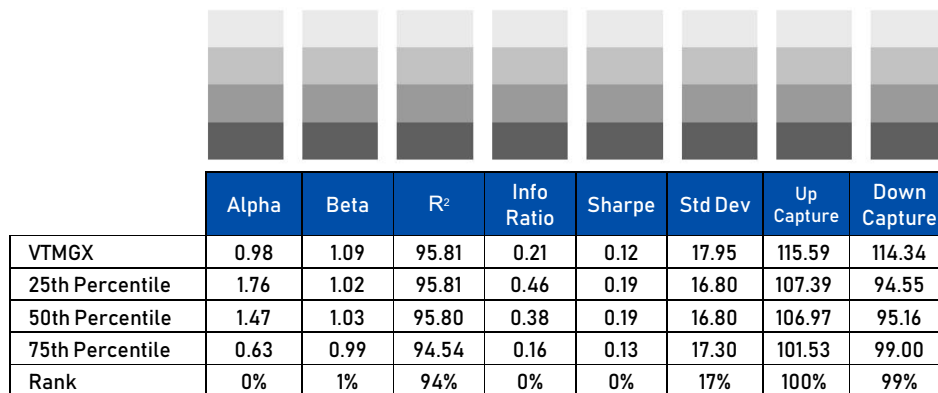 Alpha Beta R² Info Ratio Sharpe Std Dev Up Capture Down Capture
VTMGX 0.98 1.09 95.81 0.21 0.12 17.95 115.59 114.34
25th Percentile 1.76 1.02 95.81 0.46 0.19 16.80 107.39 94.55
50th Percentile 1.47 1.03 95.80 0.38 0.19 16.80 106.97 95.16
75th Percentile 0.63 0.99 94.54 0.16 0.13 17.30 101.53 99.00
Rank 0% 1% 94% 0% 0% 17% 100% 99%